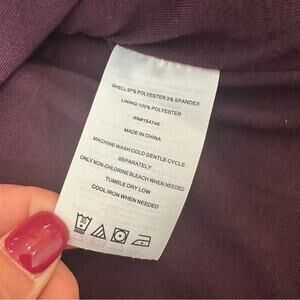 SHELL:97% POLYESTER 3% SPANDEX
LINING:100% POLYESTER
RN#164746
MADE IN CHINA
MACHINE WASH COLD GENTLE CYCLE
SEPARATELY
ONLY NON-CHLORINE BLEACH WHEN NEEDED
TUMBLE DRY LOW
COOL IRON WHEN NEEDED